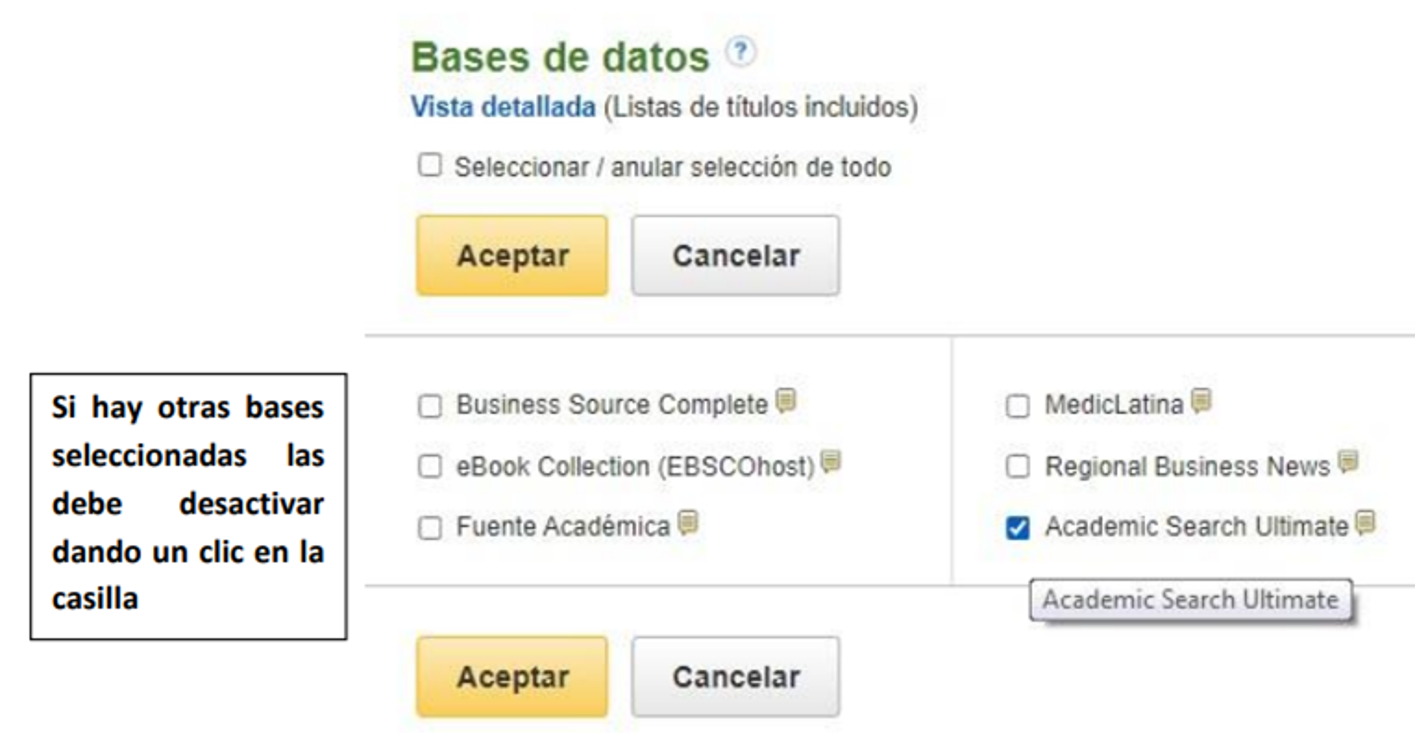 Bases de datos ?
Vista detallada (Listas de títulos incluidos)
Seleccionar / anular selección de todo
Aceptar Cancelar
Si hay otras bases
seleccionadas las
debe desactivar
dando un clic en la
casilla
Business Source Complete
eBook Collection (EBSCOhost)
Fuente Académica
MedicLatina
Regional Business News
Academic Search Ultimate
Academic Search Ultimate
Aceptar Cancelar